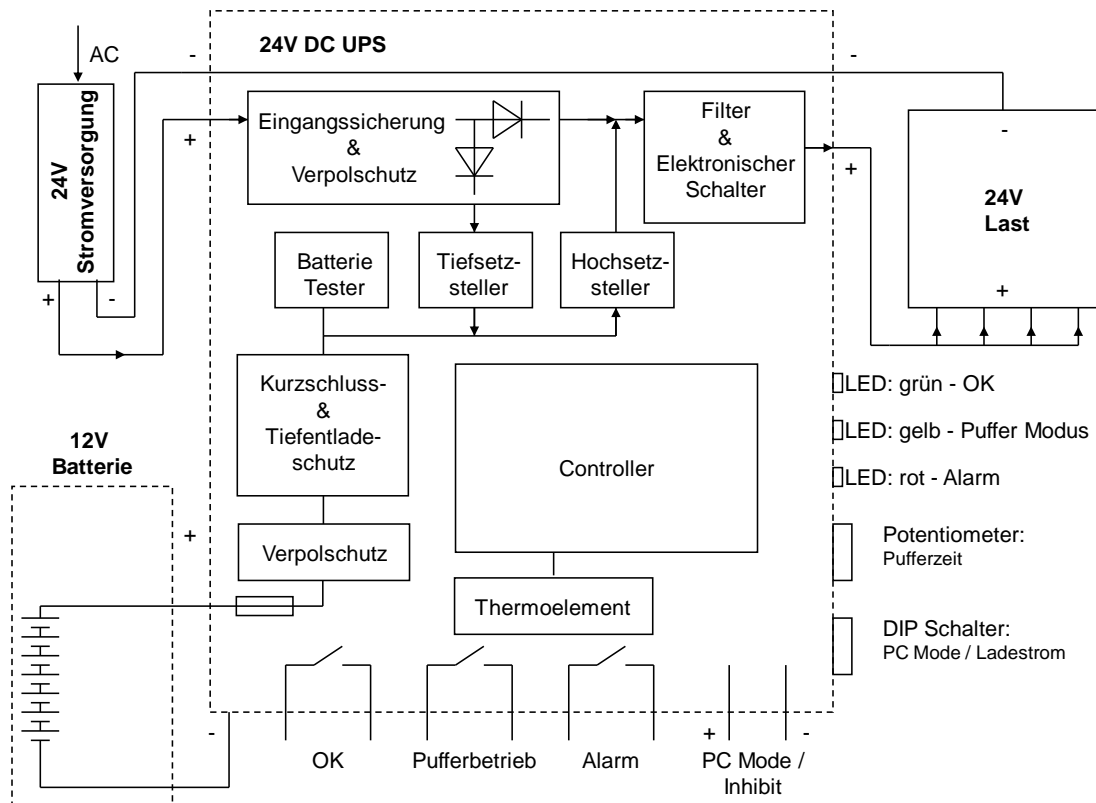 24V DC UPS
AC
-
-
24V
Stromversorgung
+
-
+
Eingangssicherung
&
Verpolschutz
Filter
&
Elektronischer
Schalter
+
-
24V
Last
+
Batterie
Tester
Tiefsetz-
steller
Hochsetz-
steller
Kurzschluss-
&
Tiefentlade-
schutz
Controller
LED: grün - OK
LED: gelb - Puffer Modus
LED: rot - Alarm
12V
Batterie
+
Verpolschutz
Potentiometer:
Pufferzeit
Thermoelement
DIP Schalter:
PC Mode / Ladestrom
-
OK
Pufferbetrieb
Alarm
+
-
PC Mode /
Inhibit